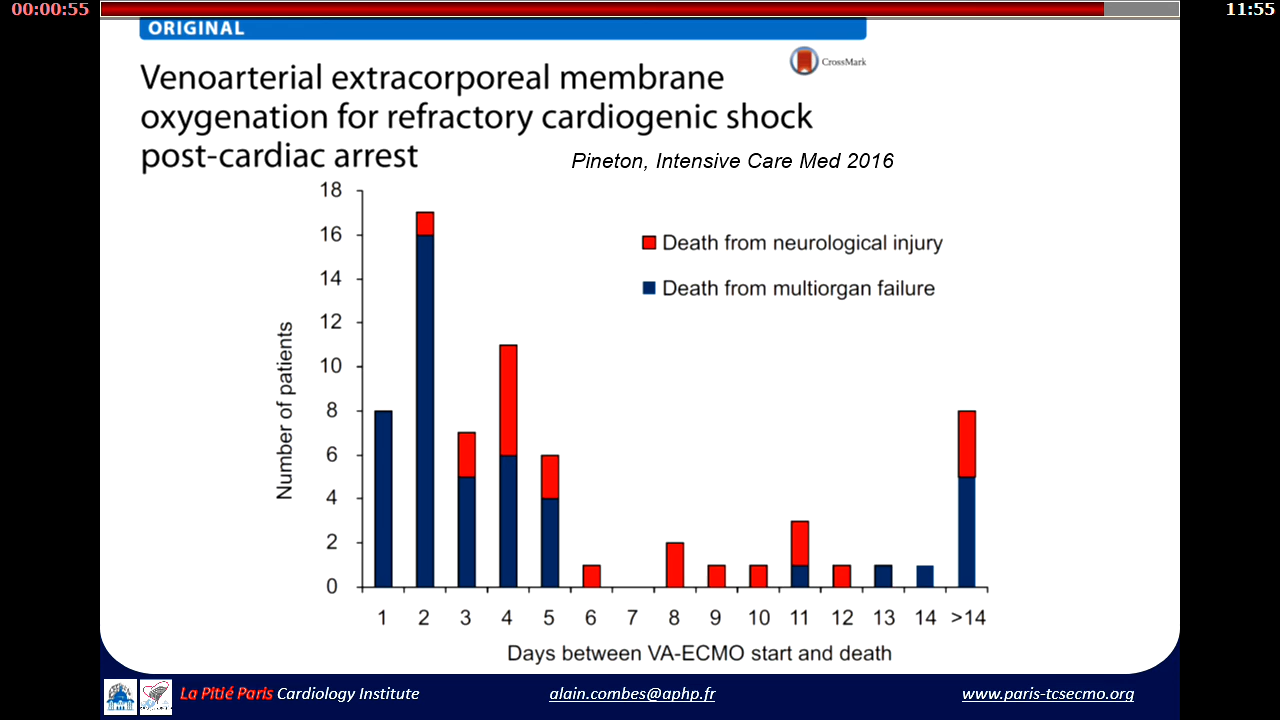 00:00:55
11:55
ORIGINAL
CrossMark
Venoarterial extracorporeal membrane
oxygenation for refractory cardiogenic shock
post-cardiac arrest
Pineton, Intensive Care Med 2016
18
16
14
12
10
8
6
4
2
0
Number of patients
Death from neurological injury
Death from multiorgan failure
1 2 3 4 5 6 7 8 9 10 11 12 13 14 >14
Days between VA-ECMO start and death
La Pitié Paris Cardiology Institute
alain.combes@aphp.fr
www.paris-tcsecmo.org